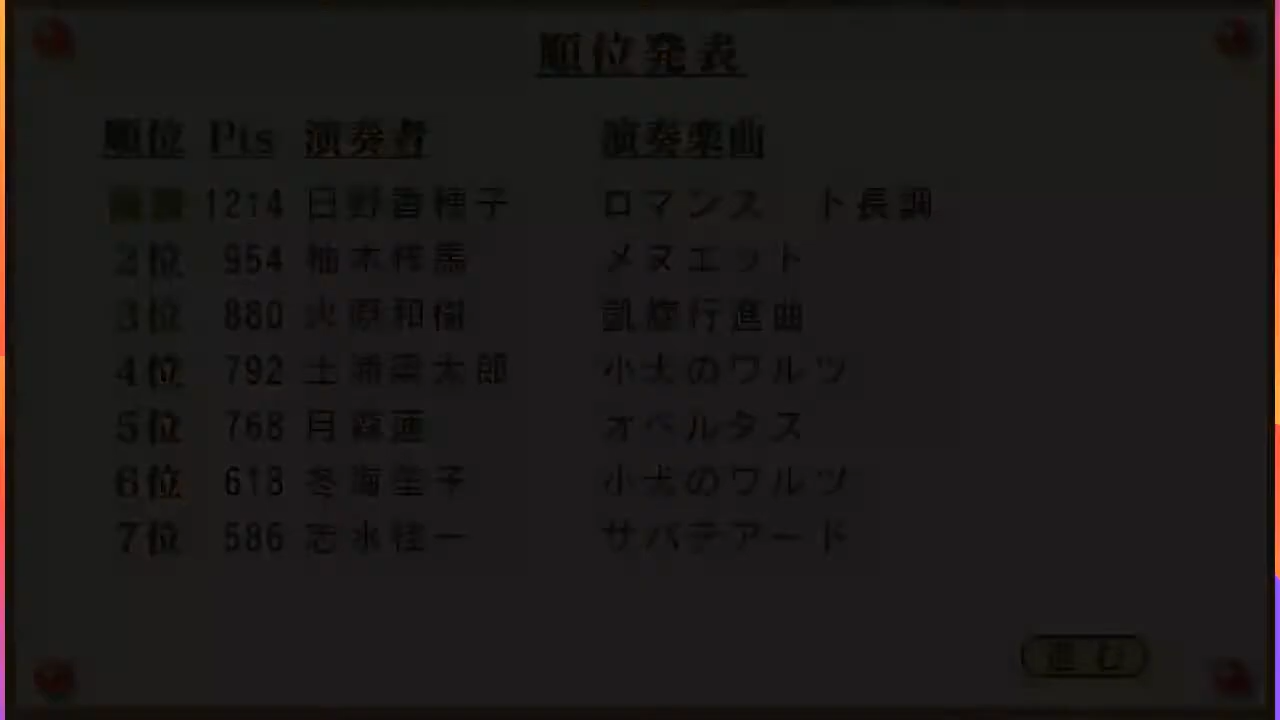 順位発表
順位 Pts 演奏者 演奏楽曲
優勝 1214 日野香穂子 ロマンス ト長調
2位 954 柚木梓馬 メヌエット
3位 880 火原和樹 凱旋行進曲
4位 792 土浦梁太郎 小犬のワルツ
5位 768 月森蓮 オベルタス
6位 618 冬海笙子 小犬のワルツ
7位 586 志水桂一 サパテアード
進む